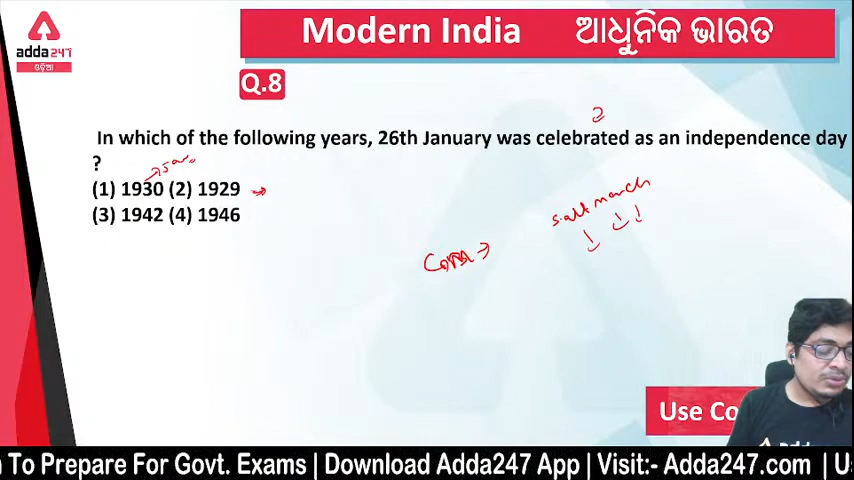 Modern India ଆଧୁନିକ ଭାରତ
adda247
ଓଡ଼ିଆ
Q.8
In which of the following years, 26th January was celebrated as an independence day
?
(1) 1930 (2) 1929
(3) 1942 (4) 1946
salt march
Use Co
n To Prepare For Govt. Exams | Download Adda247 App | Visit:- Adda247.com | U